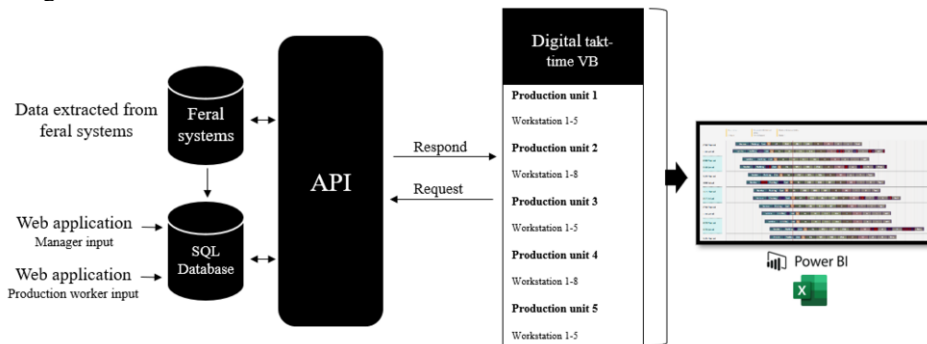 Data extracted from
feral systems
Feral
systems
Web application
Manager input
Web application
Production worker input
SQL
Database
API
Respond
Request
Digital takt-
time VB
Production unit 1
Workstation 1-5
Production unit 2
Workstation 1-8
Production unit 3
Workstation 1-5
Production unit 4
Workstation 1-8
Production unit 5
Workstation 1-5
Power BI
X